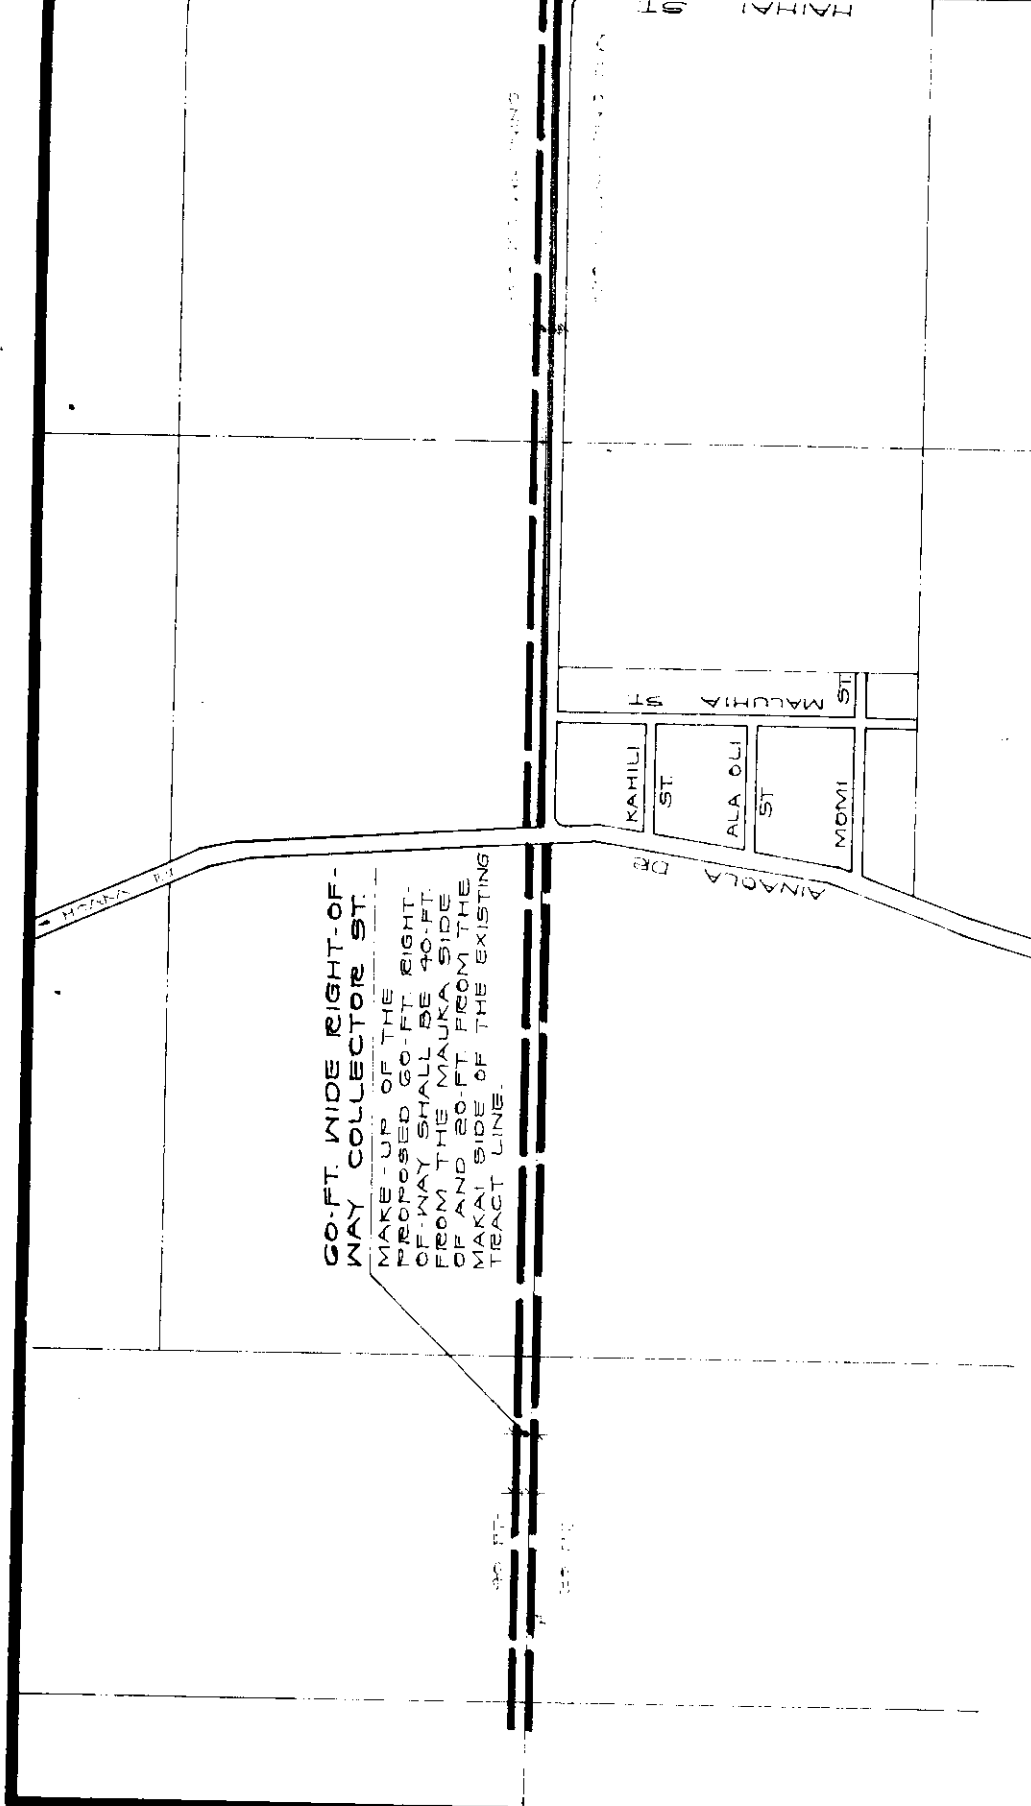 HAIHAI ST.
60-FT. WIDE RIGHT-OF-
WAY COLLECTOR ST.
MAKE-UP OF THE
PROPOSED 60-FT. RIGHT-
OF-WAY SHALL BE 40-FT.
FROM THE MAUKA SIDE
OF AND 20-FT. FROM THE
MAKAI SIDE OF THE EXISTING
TRACT LINE.
MALUHIA ST.
KAHILI
ST.
ALA OLI
ST
MOMI
ST.
AINAOLA DR
40 FT.